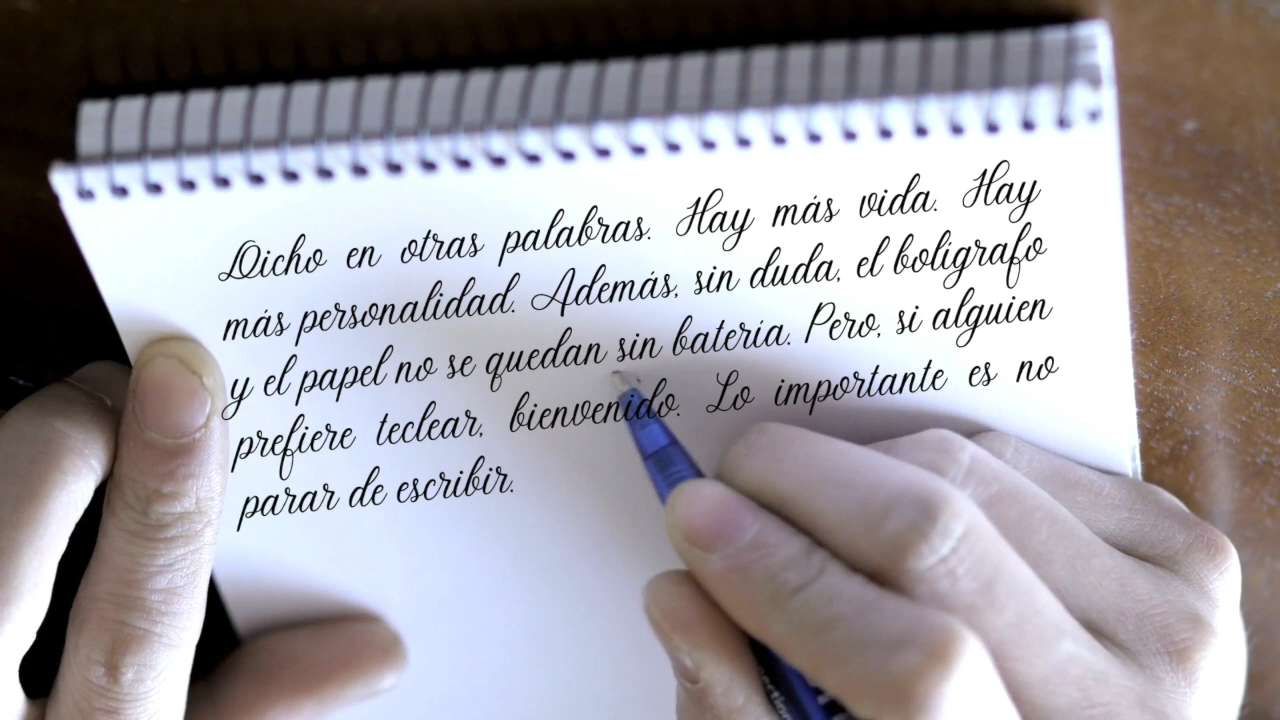 Dicho en otras palabras. Hay más vida. Hay
más personalidad. Además, sin duda, el bolígrafo
y el papel no se quedan sin batería. Pero, si alguien
prefiere teclear, bienvenido. Lo importante es no
parar de escribir.